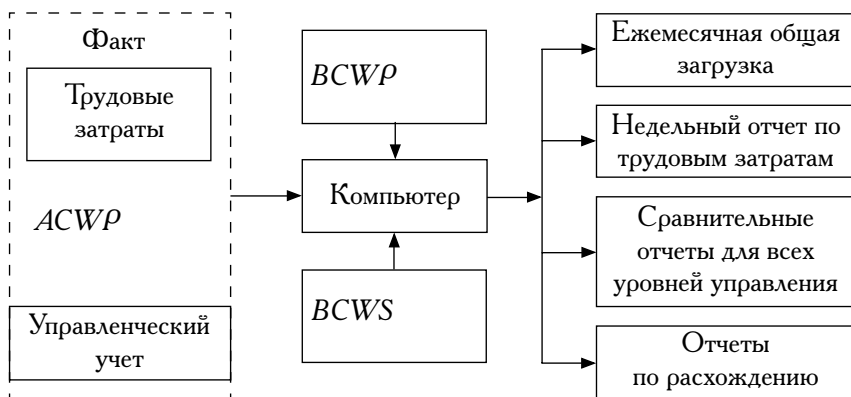 Факт
Трудовые
затраты
ACWP
Управленческий
учет
BCWP
Компьютер
BCWS
Ежемесячная общая
загрузка
Недельный отчет по
трудовым затратам
Сравнительные
отчеты для всех
уровней управления
Отчеты
по расхождению